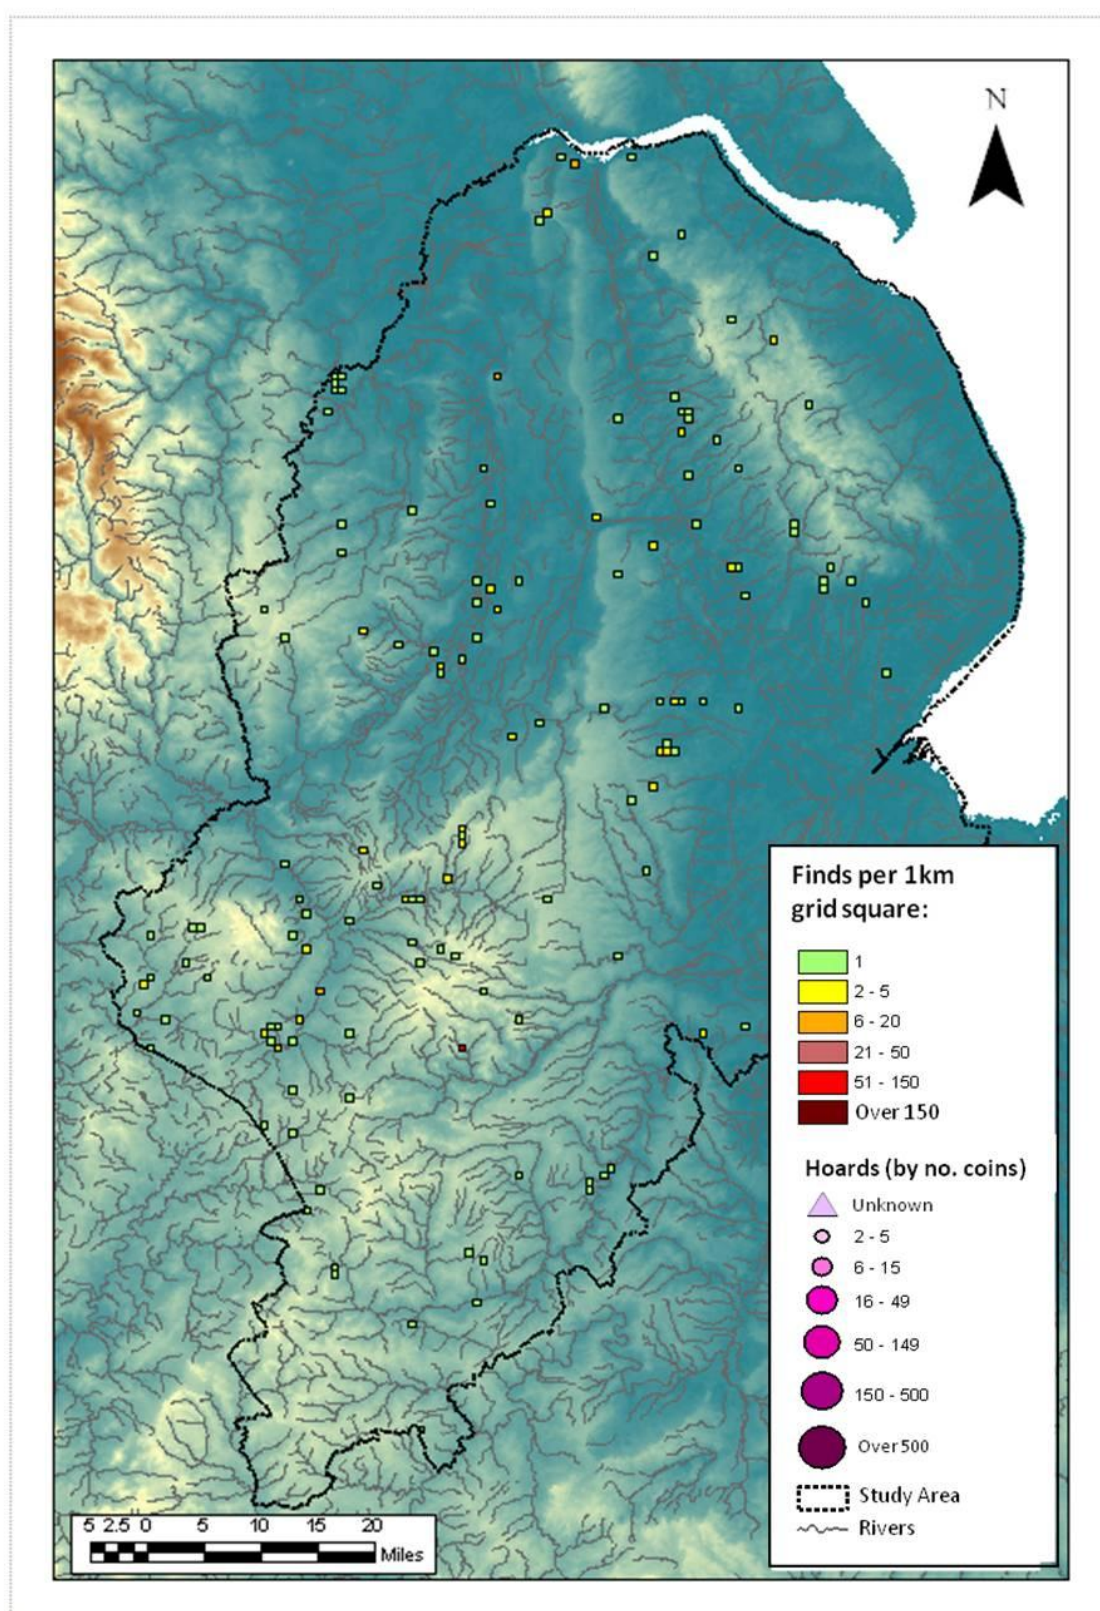 N
Finds per 1km
grid square:
1
2 - 5
6 - 20
21 - 50
51 - 150
Over 150
Hoards (by no. coins)
Unknown
2 - 5
6 - 15
16 - 49
50 - 149
150 - 500
Over 500
Study Area
Rivers
5 2.5 0 5 10 15 20
Miles